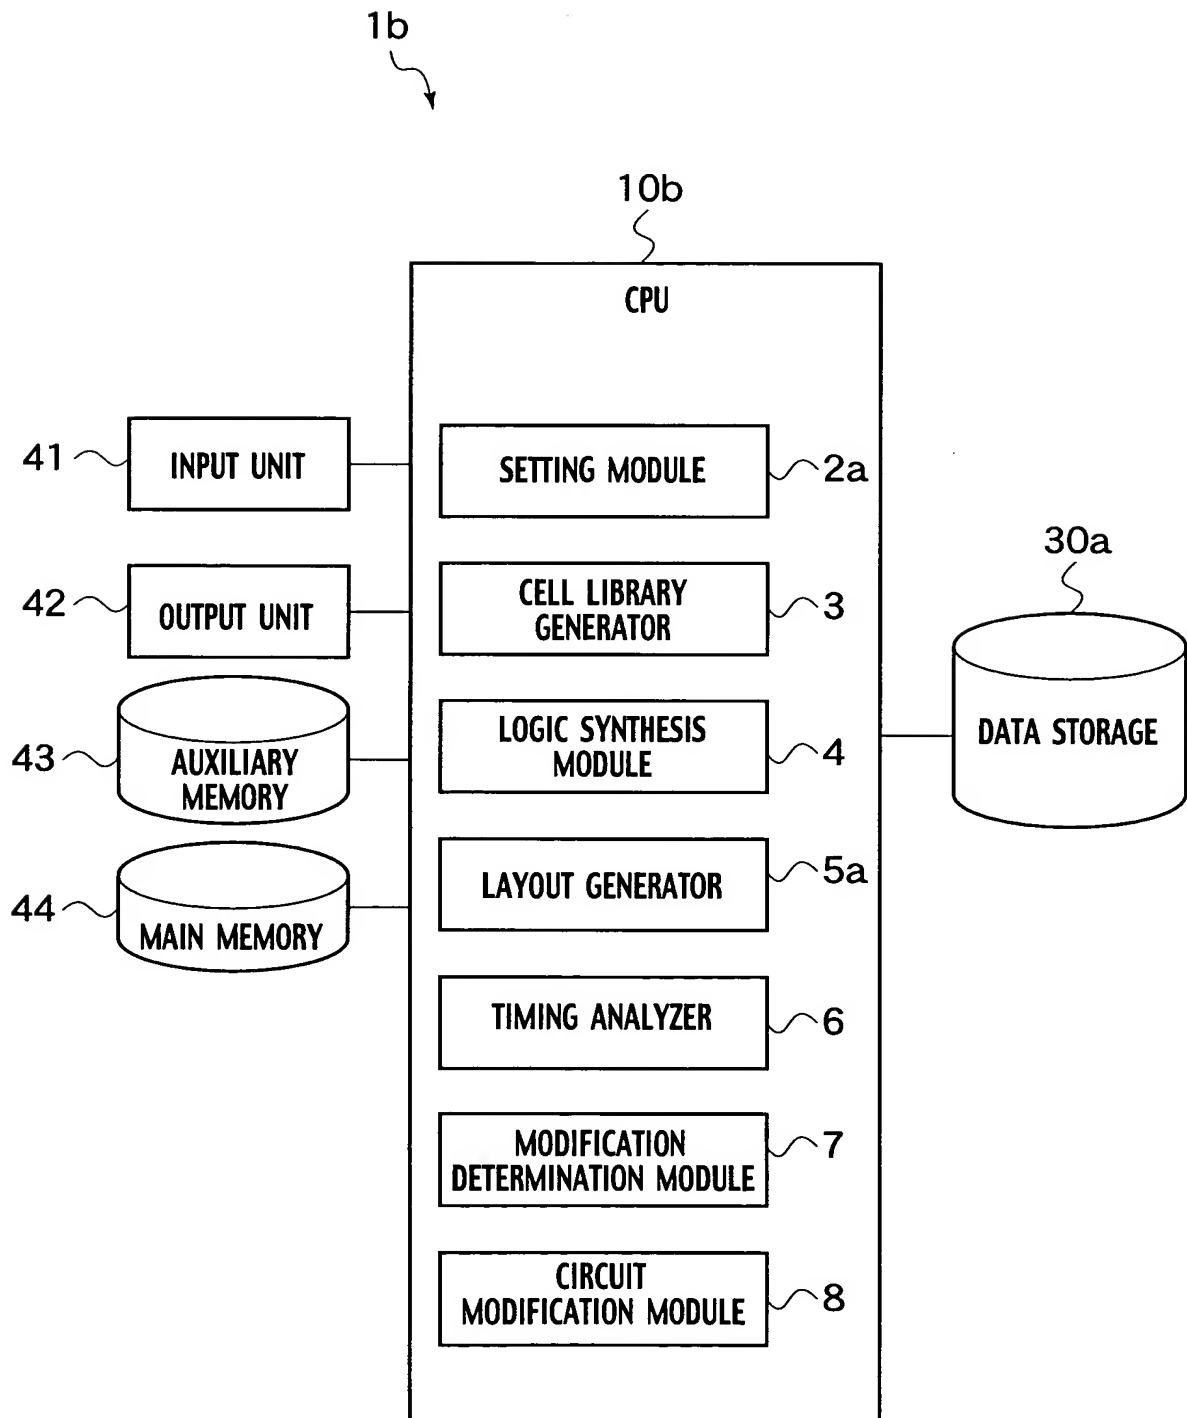 1b
10b
CPU
41
INPUT UNIT
SETTING MODULE
2a
42
OUTPUT UNIT
CELL LIBRARY
GENERATOR
3
30a
43
AUXILIARY
MEMORY
LOGIC SYNTHESIS
MODULE
4
DATA STORAGE
44
MAIN MEMORY
LAYOUT GENERATOR
5a
TIMING ANALYZER
6
MODIFICATION
DETERMINATION MODULE
7
CIRCUIT
MODIFICATION MODULE
8